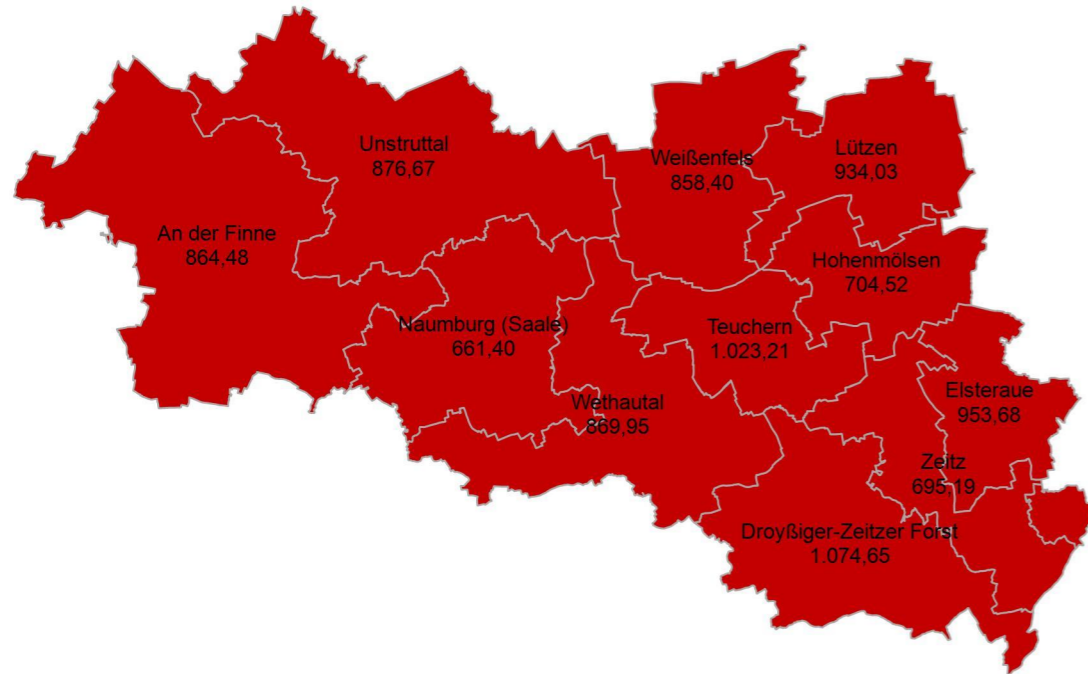 Unstruttal
876,67
Weißenfels
858,40
Lützen
934,03
An der Finne
864,48
Hohenmölsen
704,52
Naumburg (Saale)
661,40
Teuchern
1.023,21
Wethautal
869,95
Elsteraue
953,68
Zeitz
695,19
Droyßiger-Zeitzer Forst
1.074,65